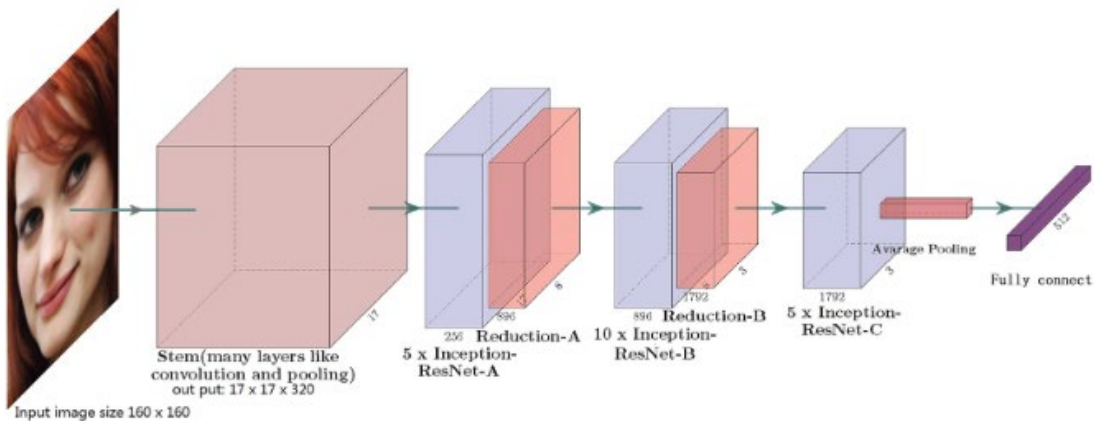 17
Stem(many layers like
convolution and pooling)
out put: 17 x 17 x 320
Input image size 160 x 160
256
5 x Inception-
ResNet-A
896
8
Reduction-A
896
10 x Inception-
ResNet-B
1792
3
Reduction-B
1792
3
5 x Inception-
ResNet-C
Avarage Pooling
512
Fully connect